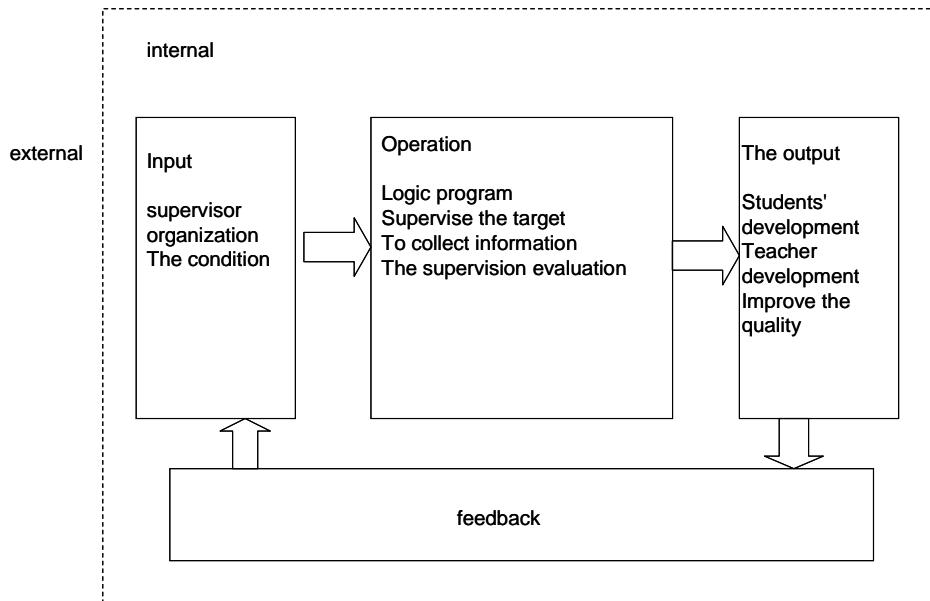 internal
external
Input
supervisor
organization
The condition
Operation
Logic program
Supervise the target
To collect information
The supervision evaluation
The output
Students'
development
Teacher
development
Improve the
quality
feedback